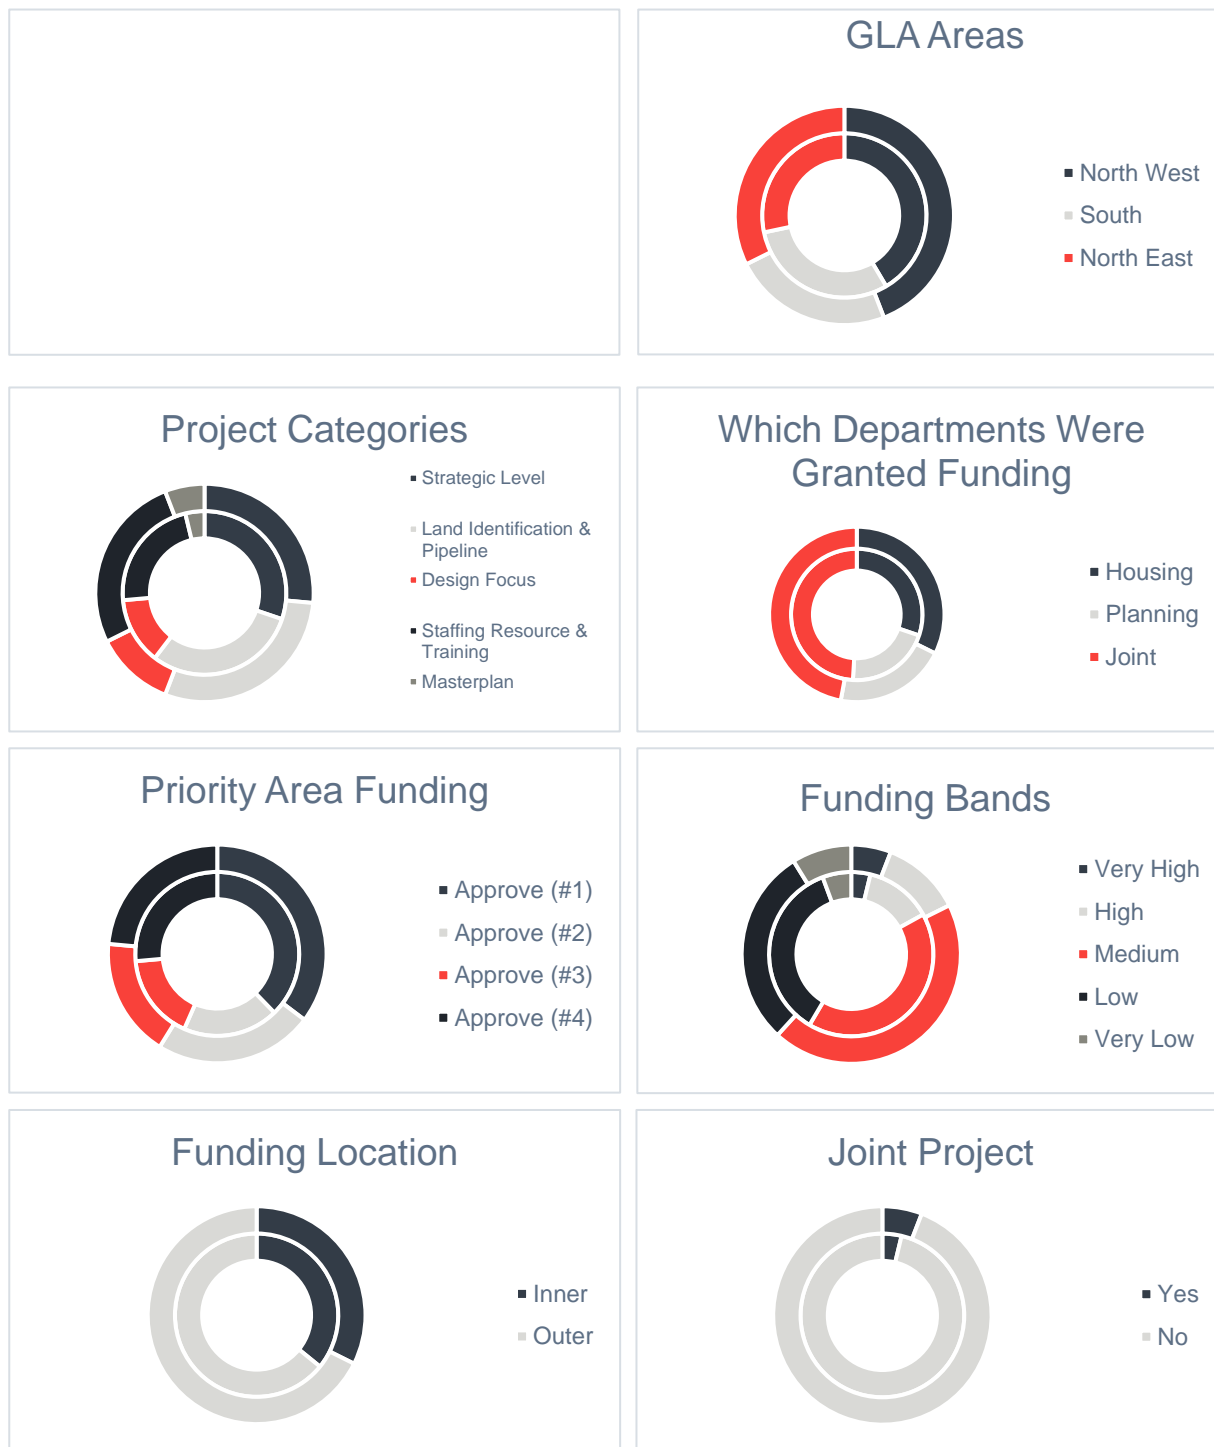 GLA Areas
North West
South
North East
Project Categories
Strategic Level
Land Identification &
Pipeline
Design Focus
Staffing Resource &
Training
Masterplan
Which Departments Were
Granted Funding
Housing
Planning
Joint
Priority Area Funding
Approve (#1)
Approve (#2)
Approve (#3)
Approve (#4)
Funding Bands
Very High
High
Medium
Low
Very Low
Funding Location
Inner
Outer
Joint Project
Yes
No